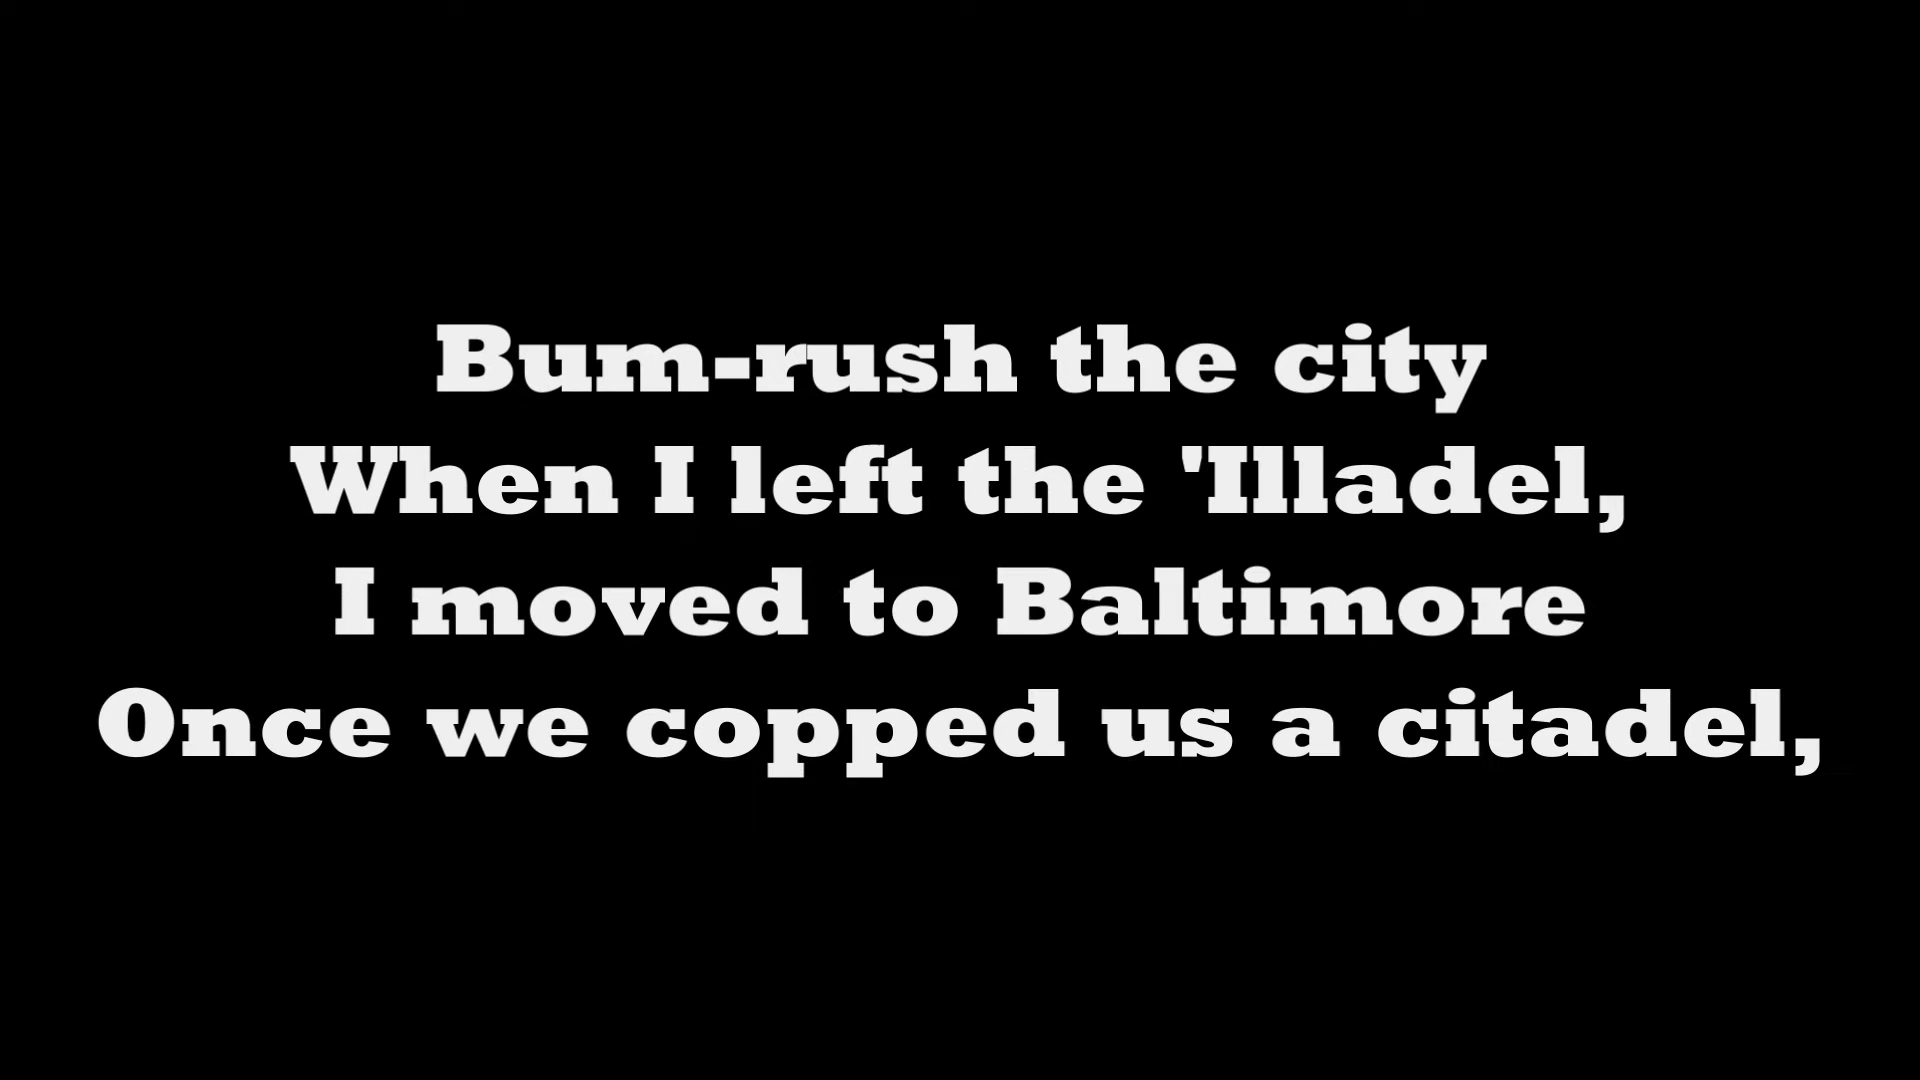 Bum-rush the city
When I left the 'Illadel,
I moved to Baltimore
Once we copped us a citadel,